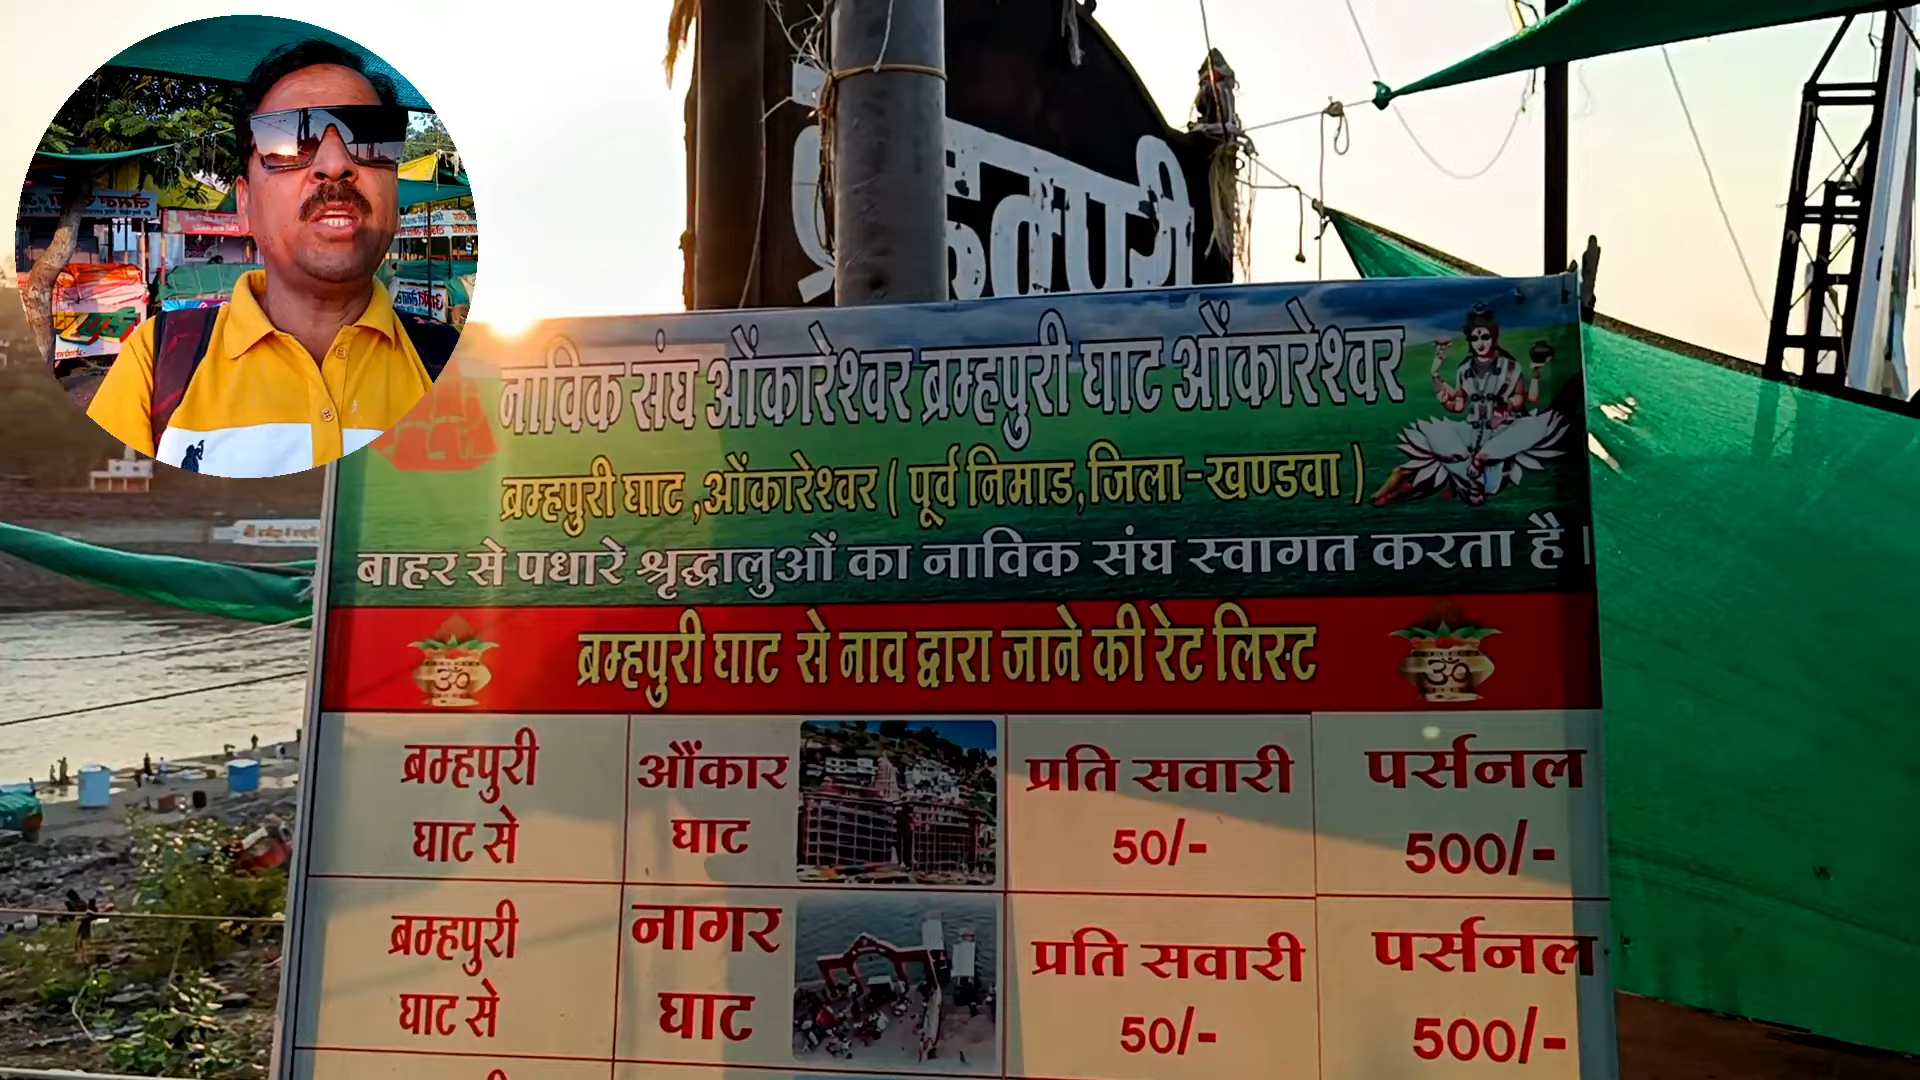 नाविक संघ ओंकारेश्वर ब्रम्हपुरी घाट ओंकारेश्वर
ब्रम्हपुरी घाट ,ओंकारेश्वर ( पूर्व निमाड,जिला-खण्डवा )
बाहर से पधारे श्रृद्धालुओं का नाविक संघ स्वागत करता है ।
ब्रम्हपुरी घाट से नाव द्वारा जाने की रेट लिस्ट
ॐ
ॐ
ब्रम्हपुरी
घाट से
औंकार
घाट
प्रति सवारी
50/-
पर्सनल
500/-
ब्रम्हपुरी
घाट से
नागर
घाट
प्रति सवारी
50/-
पर्सनल
500/-